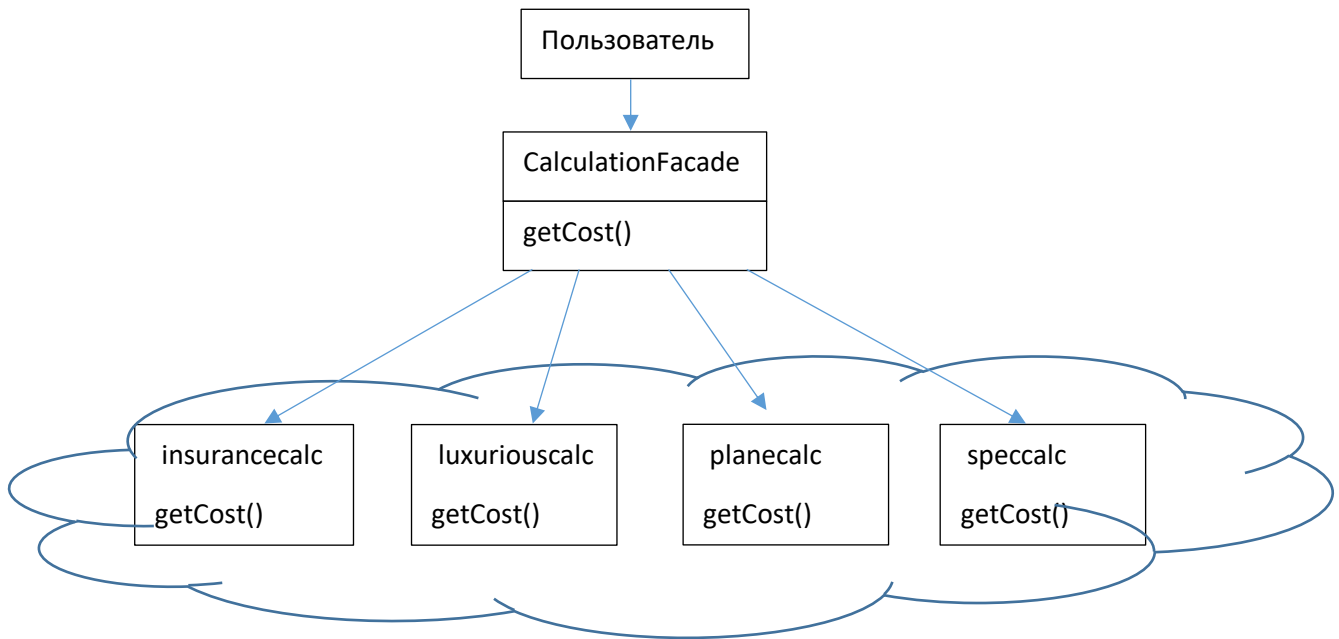 Пользователь
CalculationFacade
getCost()
insurancecalc
getCost()
luxuriouscalc
getCost()
planecalc
getCost()
speccalc
getCost()